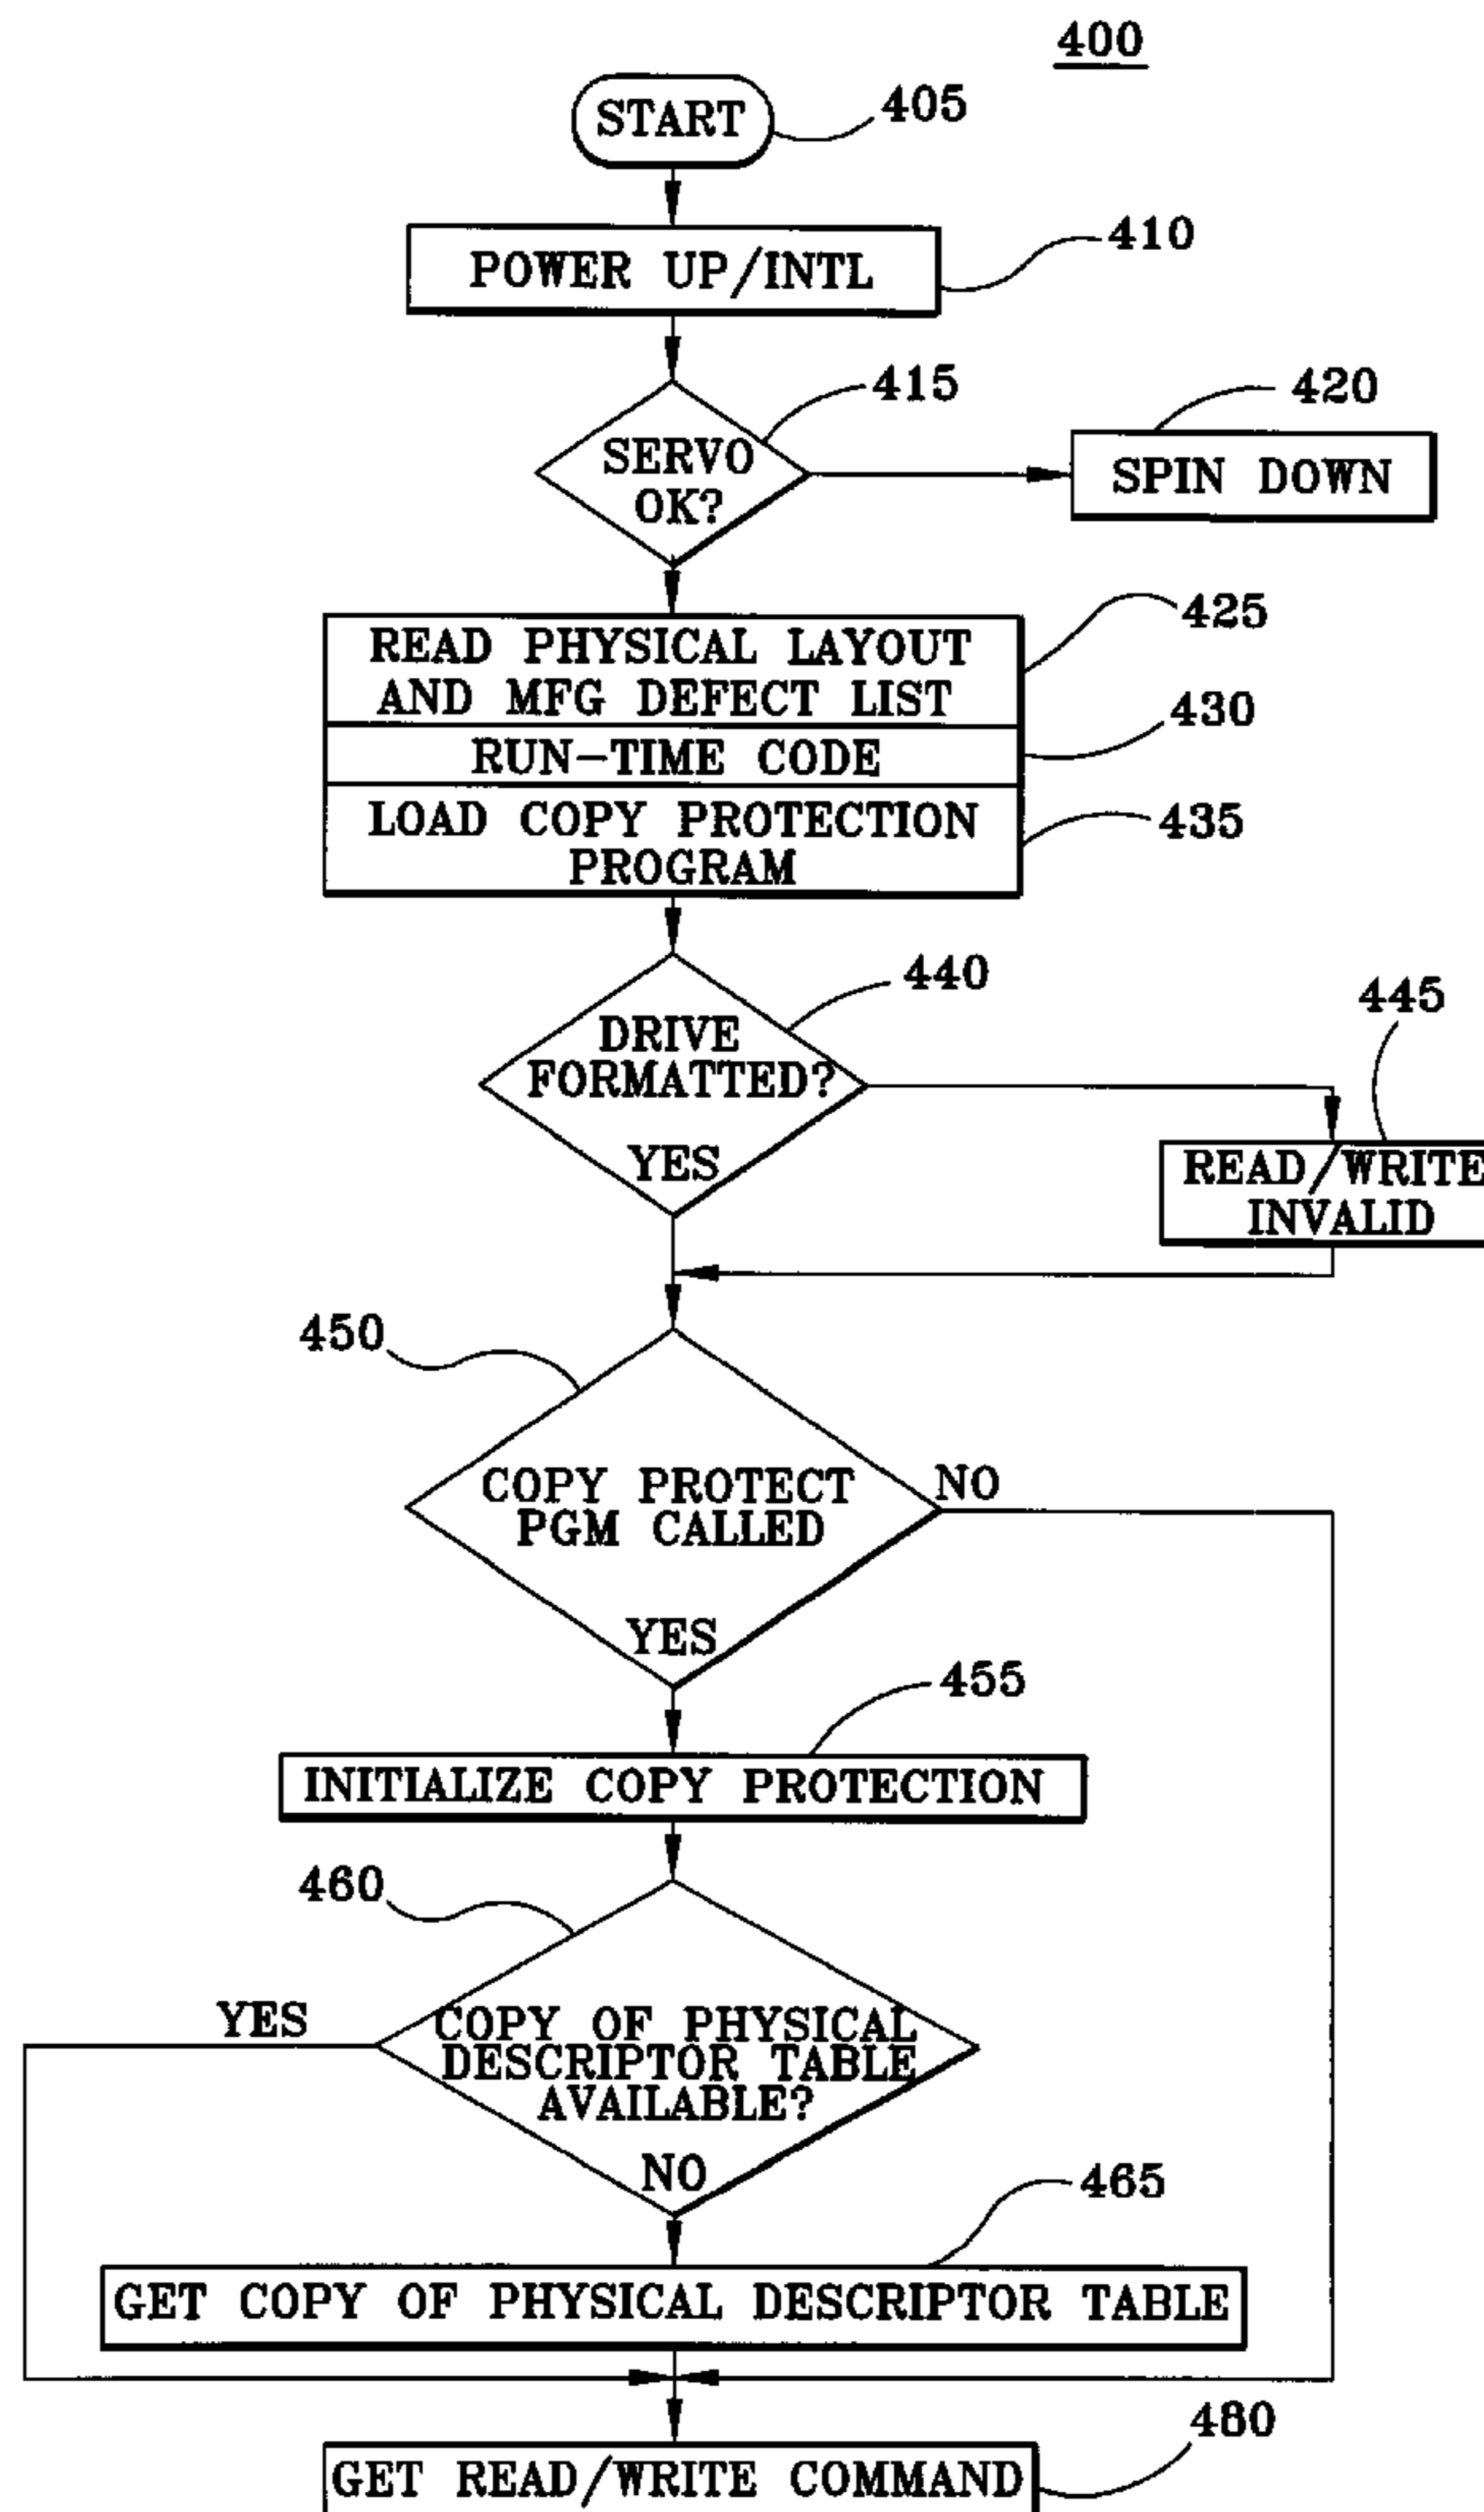 400
START
405
POWER UP/INTL
410
415
SERVO
OK?
420
SPIN DOWN
READ PHYSICAL LAYOUT
AND MFG DEFECT LIST
425
RUN-TIME CODE
430
LOAD COPY PROTECTION
PROGRAM
435
440
DRIVE
FORMATTED?
YES
445
READ/WRITE
INVALID
450
COPY PROTECT
PGM CALLED
NO
YES
455
INITIALIZE COPY PROTECTION
460
YES
COPY OF PHYSICAL
DESCRIPTOR TABLE
AVAILABLE?
NO
465
GET COPY OF PHYSICAL DESCRIPTOR TABLE
480
GET READ/WRITE COMMAND